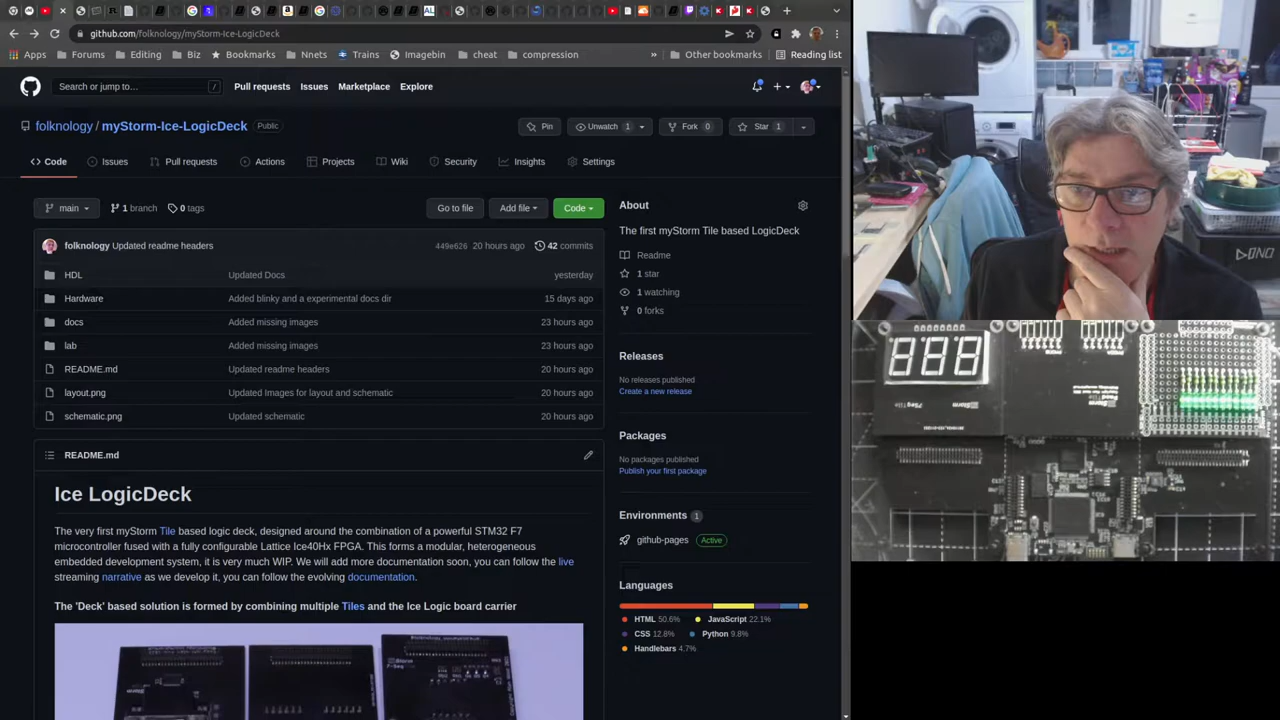 github.com/folknology/myStorm-Ice-LogicDeck
Apps Forums Editing Biz Bookmarks Nnets Trains Imagebin cheat compression » Other bookmarks Reading list
Search or jump to... /
Pull requests Issues Marketplace Explore
folknology / myStorm-Ice-LogicDeck Public
Pin Unwatch 1 Fork 0 Star 1
Code Issues Pull requests Actions Projects Wiki Security Insights Settings
main 1 branch 0 tags Go to file Add file Code
folknology Updated readme headers 449e626 20 hours ago 42 commits
HDL Updated Docs yesterday
Hardware Added blinky and a experimental docs dir 15 days ago
docs Added missing images 23 hours ago
lab Added missing images 23 hours ago
README.md Updated readme headers 20 hours ago
layout.png Updated Images for layout and schematic 20 hours ago
schematic.png Updated schematic 20 hours ago
README.md
Ice LogicDeck
The very first myStorm Tile based logic deck, designed around the combination of a powerful STM32 F7
microcontroller fused with a fully configurable Lattice Ice40Hx FPGA. This forms a modular, heterogeneous
embedded development system, it is very much WIP. We will add more documentation soon, you can follow the live
streaming narrative as we develop it, you can follow the evolving documentation.
The 'Deck' based solution is formed by combining multiple Tiles and the Ice Logic board carrier
About
The first myStorm Tile based LogicDeck
Readme
1 star
1 watching
0 forks
Releases
No releases published
Create a new release
Packages
No packages published
Publish your first package
Environments 1
github-pages Active
Languages
HTML 50.6% JavaScript 22.1%
CSS 12.8% Python 9.8%
Handlebars 4.7%